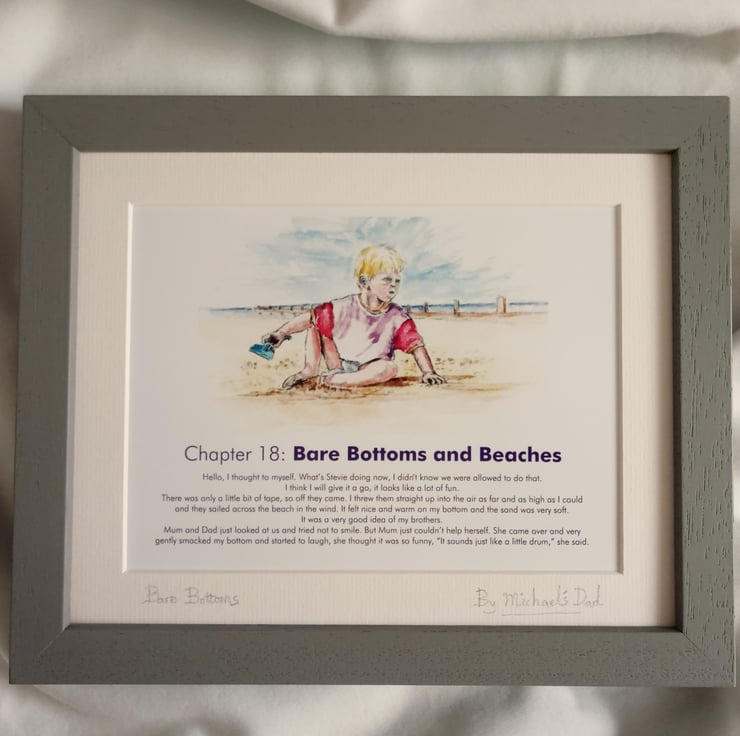 Chapter 18: Bare Bottoms and Beaches
Hello, I thought to myself. What's Stevie doing now, I didn't know we were allowed to do that.
I think I will give it a go, it looks like a lot of fun.
There was only a little bit of tape, so off they came. I threw them straight up into the air as far and as high as I could
and they sailed across the beach in the wind. It felt nice and warm on my bottom and the sand was very soft.
It was a very good idea of my brothers.
Mum and Dad just looked at us and tried not to smile. But Mum just couldn't help herself. She came over and very
gently smacked my bottom and started to laugh, she thought it was so funny, "It sounds just like a little drum," she said.
Bare Bottoms
By Michael's Dad